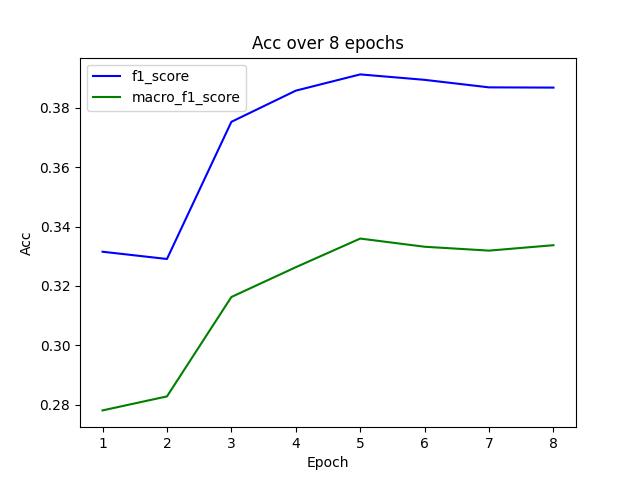 Acc over 8 epochs
f1_score
macro_f1_score
0.38
0.36
0.34
0.32
0.30
0.28
Acc
1 2 3 4 5 6 7 8
Epoch